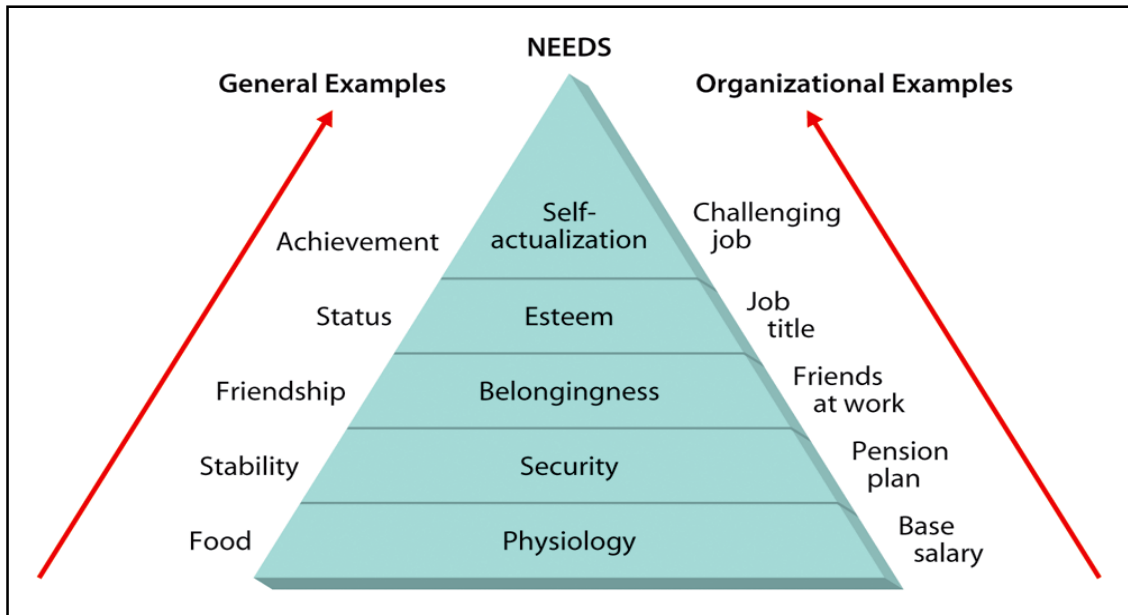 NEEDS
General Examples
Organizational Examples
Achievement
Self-
actualization
Challenging
job
Status
Esteem
Job
title
Friendship
Belongingness
Friends
at work
Stability
Security
Pension
plan
Food
Physiology
Base
salary